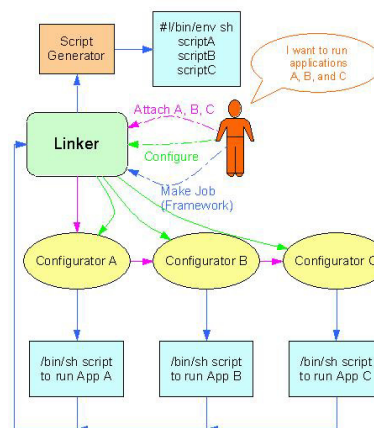 Script
Generator
#!/bin/env sh
scriptA
scriptB
scriptC
I want to run
applications
A, B, and C
Attach A, B, C
Linker
Configure
Make Job
(Framework)
Configurator A
Configurator B
Configurator C
/bin/sh script
to run App A
/bin/sh script
to run App B
/bin/sh script
to run App C